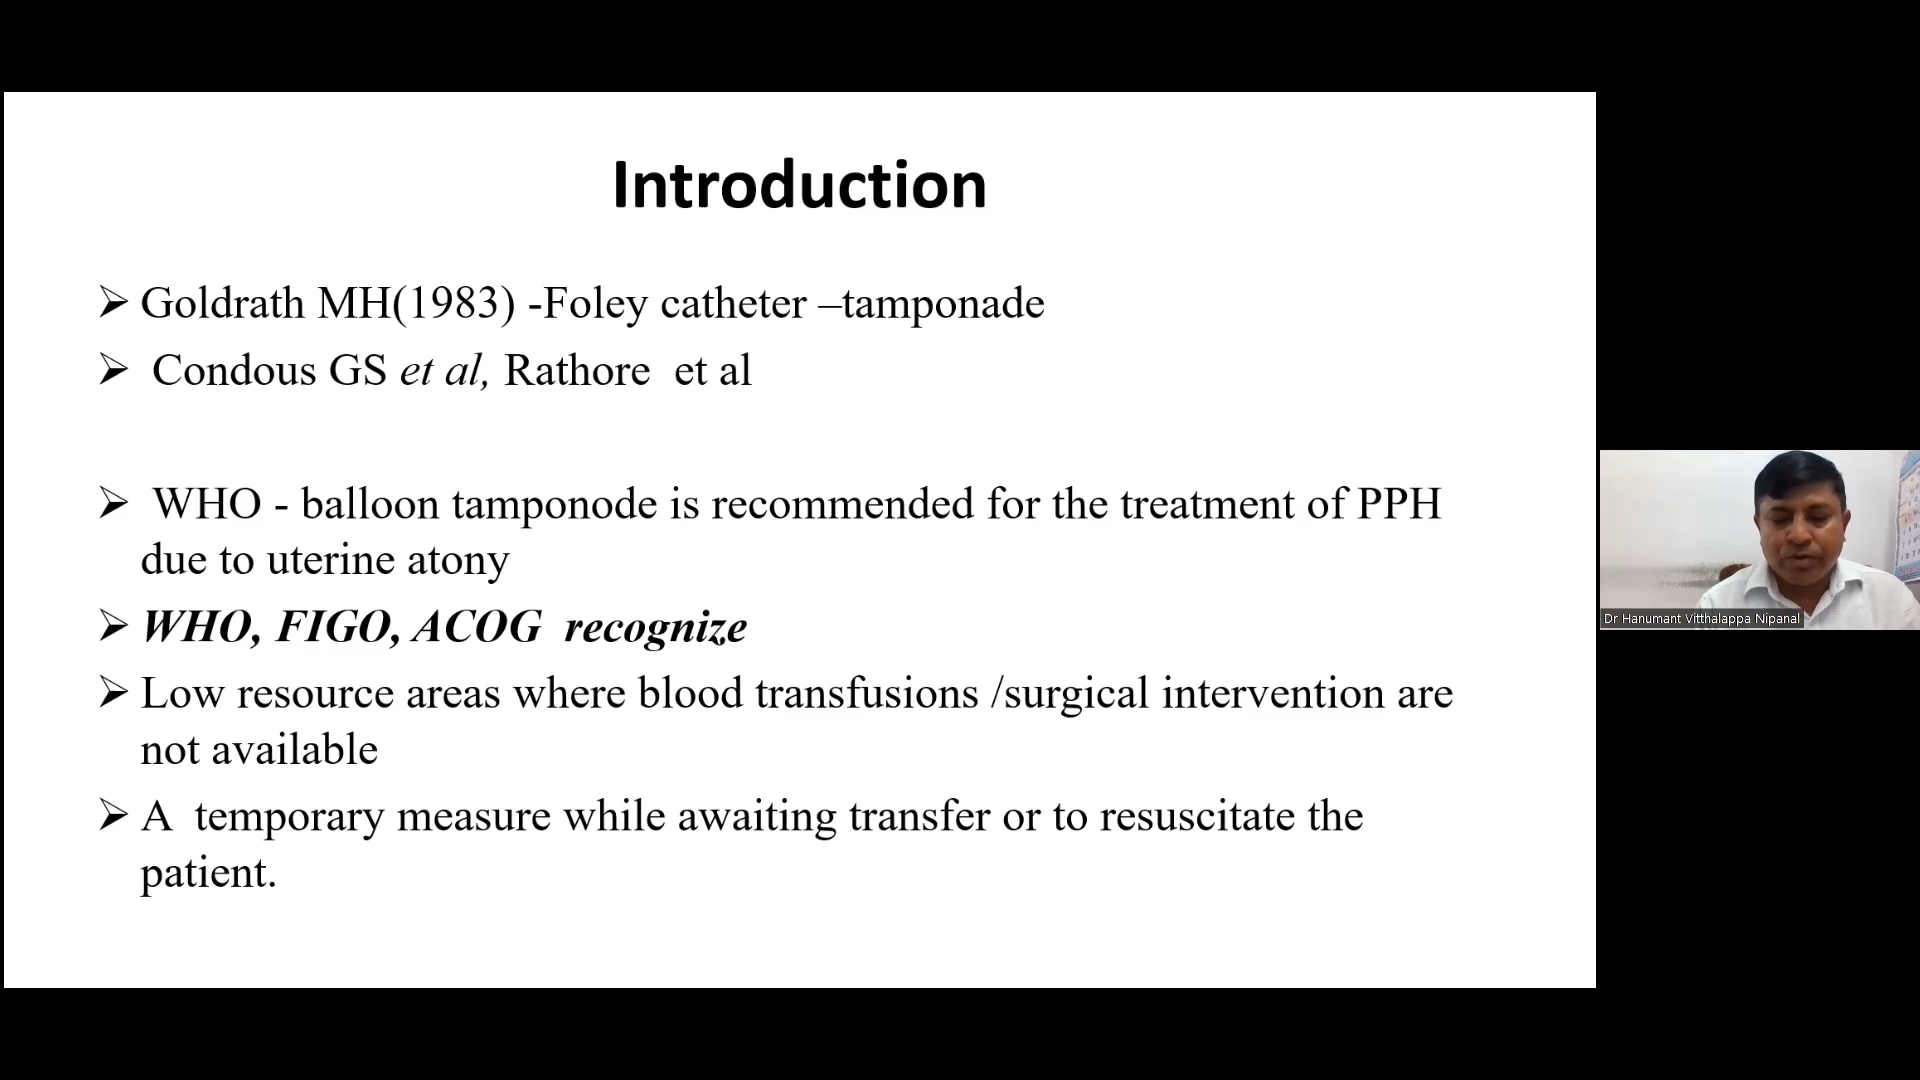 Introduction
➢ Goldrath MH(1983) -Foley catheter –tamponade
➢ Condous GS et al, Rathore et al
➢ WHO - balloon tamponode is recommended for the treatment of PPH
due to uterine atony
➢ WHO, FIGO, ACOG recognize
➢ Low resource areas where blood transfusions /surgical intervention are
not available
➢ A temporary measure while awaiting transfer or to resuscitate the
patient.
Dr Hanumant Vitthalappa Nipanal